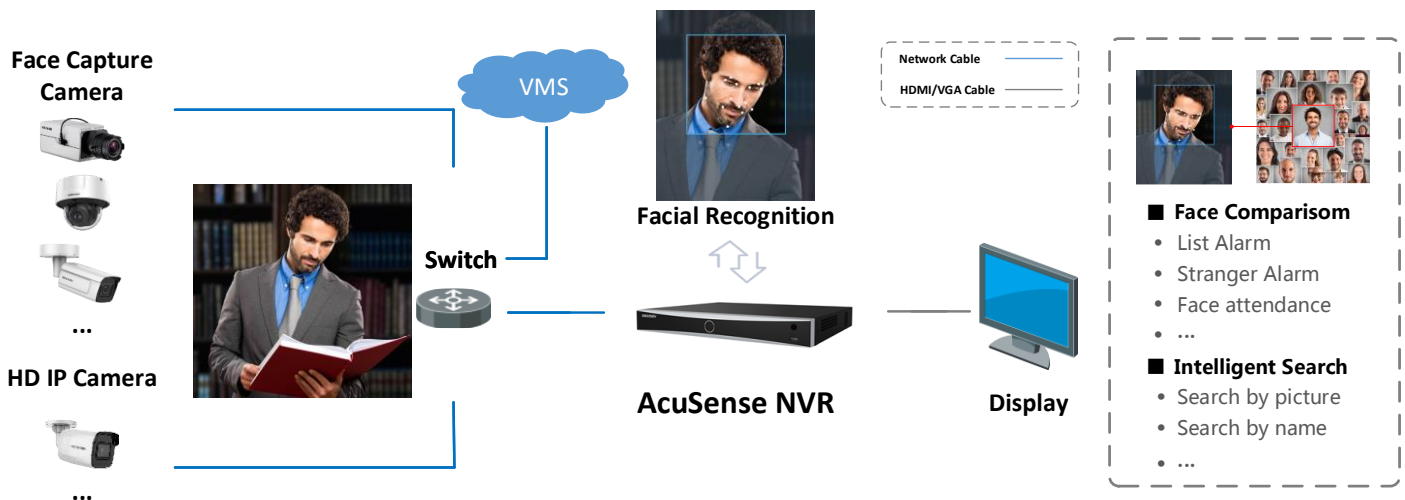 Face Capture
Camera
...
HD IP Camera
...
VMS
Switch
Facial Recognition
AcuSense NVR
Display
Network Cable
HDMI/VGA Cable
■ Face Comparisom
• List Alarm
• Stranger Alarm
• Face attendance
• ...
■ Intelligent Search
• Search by picture
• Search by name
• ...